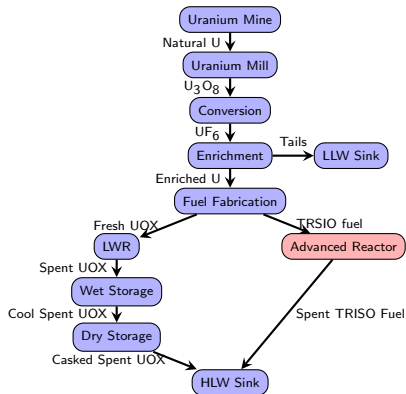 Uranium Mine
Natural U
Uranium Mill
U₃O₈
Conversion
UF₆
Enrichment
Tails
LLW Sink
Enriched U
Fuel Fabrication
Fresh UOX
TRSIO fuel
LWR
Advanced Reactor
Spent UOX
Wet Storage
Cool Spent UOX
Spent TRISO Fuel
Dry Storage
Casked Spent UOX
HLW Sink